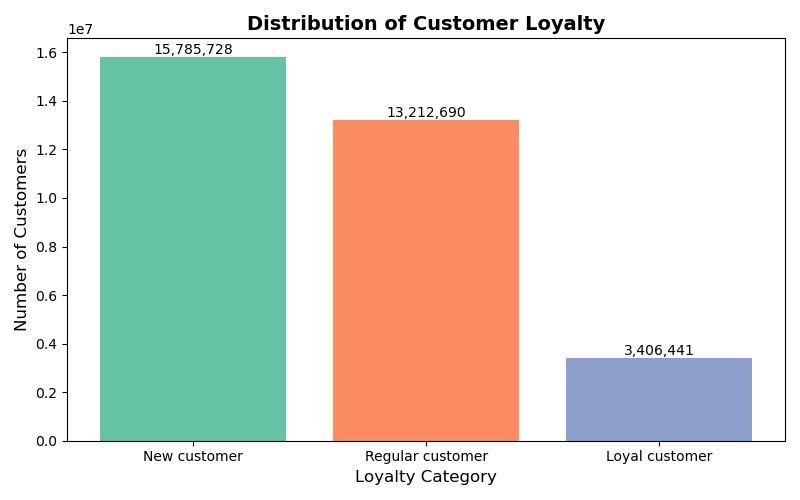 Distribution of Customer Loyalty
1e7
1.6
1.4
1.2
1.0
0.8
0.6
0.4
0.2
0.0
Number of Customers
15,785,728
13,212,690
3,406,441
New customer
Regular customer
Loyal customer
Loyalty Category